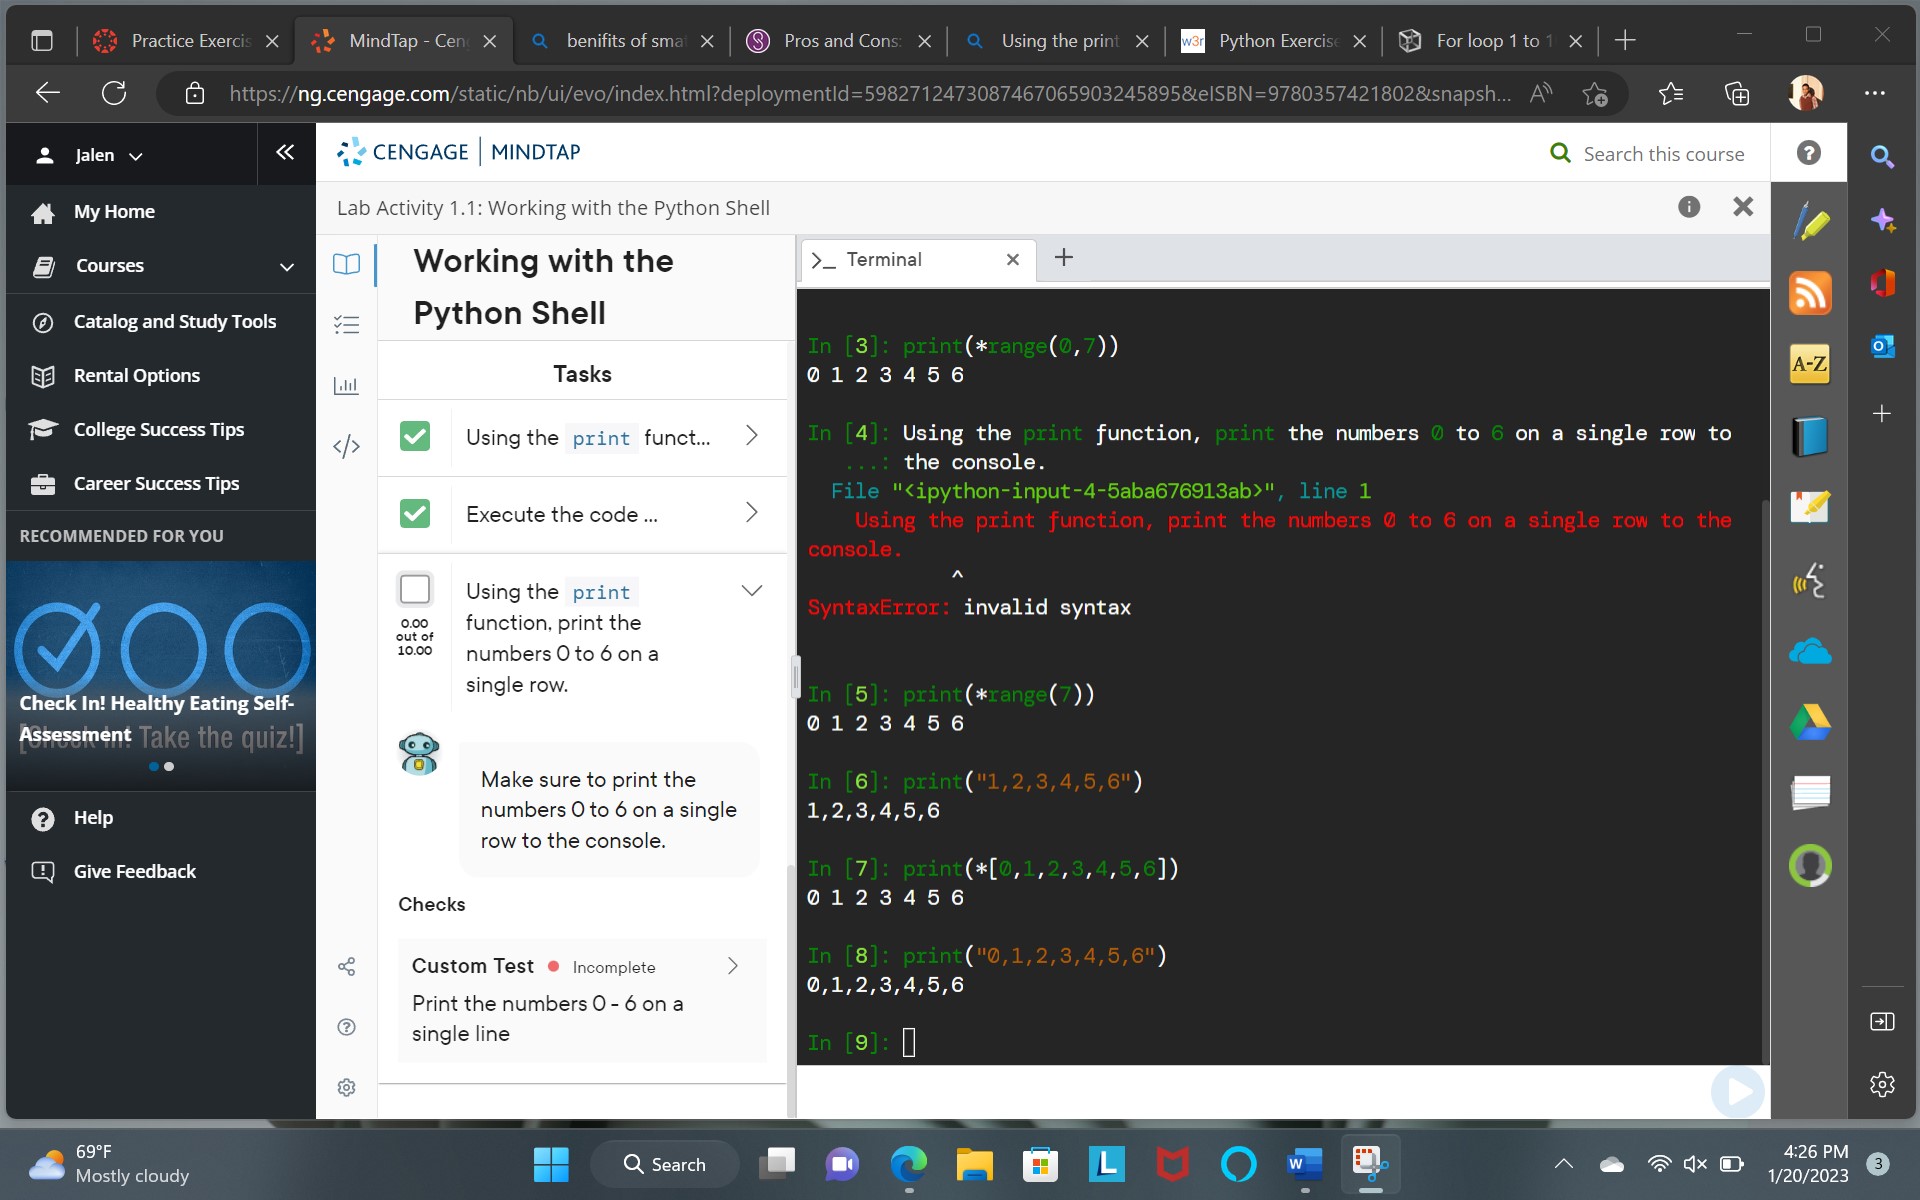 Practice Exercis
MindTap - Cen
benifits of smar
Pros and Cons:
Using the print
w3r
Python Exercise
For loop 1 to 1
https://ng.cengage.com/static/nb/ui/evo/index.html?deploymentId=59827124730874670659032458​95&eISBN=9780357421802&snapsh...
Jalen
CENGAGE | MINDTAP
Search this course
My Home
Courses
Catalog and Study Tools
Rental Options
College Success Tips
Career Success Tips
RECOMMENDED FOR YOU
Check In! Healthy Eating Self-
Assessment
[Check In! Take the quiz!]
Help
Give Feedback
Lab Activity 1.1: Working with the Python Shell
Working with the
Python Shell
Tasks
Using the print funct...
Execute the code ...
Using the print
function, print the
numbers 0 to 6 on a
single row.
0.00
out of
10.00
Make sure to print the
numbers 0 to 6 on a single
row to the console.
Checks
Custom Test Incomplete
Print the numbers 0 - 6 on a
single line
>_ Terminal
In [3]: print(*range(0,7))
0 1 2 3 4 5 6
In [4]: Using the print function, print the numbers 0 to 6 on a single row to
...: the console.
File "<ipython-input-4-5aba676913ab>", line 1
Using the print function, print the numbers 0 to 6 on a single row to the
console.
^
SyntaxError: invalid syntax
In [5]: print(*range(7))
0 1 2 3 4 5 6
In [6]: print("1,2,3,4,5,6")
1,2,3,4,5,6
In [7]: print(*[0,1,2,3,4,5,6])
0 1 2 3 4 5 6
In [8]: print("0,1,2,3,4,5,6")
0,1,2,3,4,5,6
In [9]:
A-Z
69°F
Mostly cloudy
Search
4:26 PM
1/20/2023
3